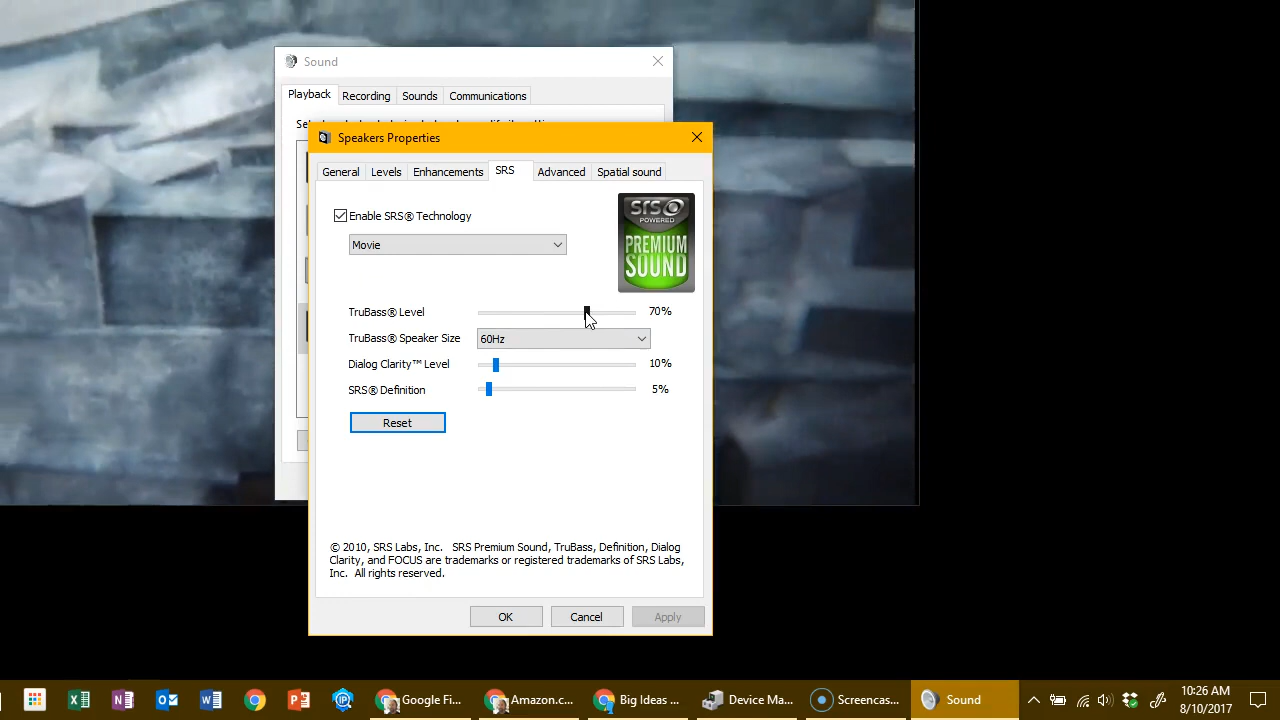 Sound
Playback Recording Sounds Communications
Speakers Properties
General Levels Enhancements SRS Advanced Spatial sound
Enable SRS® Technology
Movie
SRS
POWERED
PREMIUM
SOUND
TruBass® Level 70%
TruBass® Speaker Size 60Hz
Dialog Clarity™ Level 10%
SRS® Definition 5%
Reset
© 2010, SRS Labs, Inc. SRS Premium Sound, TruBass, Definition, Dialog
Clarity, and FOCUS are trademarks or registered trademarks of SRS Labs,
Inc. All rights reserved.
OK Cancel Apply
Google Fi... Amazon.c... Big Ideas ... Device Ma... Screencas... Sound
10:26 AM
8/10/2017